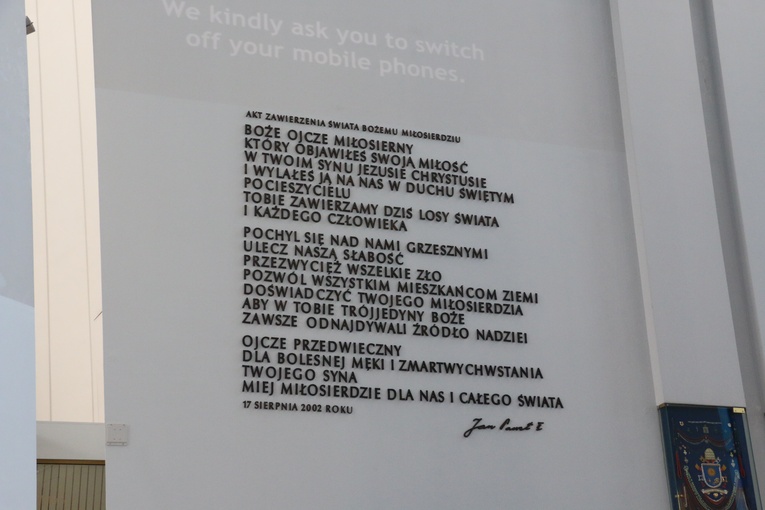 We kindly ask you to switch
off your mobile phones.
AKT ZAWIERZENIA ŚWIATA BOŻEMU MIŁOSIERDZIU
BOŻE OJCZE MIŁOSIERNY
KTÓRY OBJAWIŁEŚ SWOJĄ MIŁOŚĆ
W TWOIM SYNU JEZUSIE CHRYSTUSIE
I WYLAŁEŚ JĄ NA NAS W DUCHU ŚWIĘTYM
POCIESZYCIELU
TOBIE ZAWIERZAMY DZIŚ LOSY ŚWIATA
I KAŻDEGO CZŁOWIEKA
POCHYL SIĘ NAD NAMI GRZESZNYMI
ULECZ NASZĄ SŁABOŚĆ
PRZEZWYCIĘŻ WSZELKIE ZŁO
POZWÓL WSZYSTKIM MIESZKAŃCOM ZIEMI
DOŚWIADCZYĆ TWOJEGO MIŁOSIERDZIA
ABY W TOBIE TRÓJJEDYNY BOŻE
ZAWSZE ODNAJDYWALI ŹRÓDŁO NADZIEI
OJCZE PRZEDWIECZNY
DLA BOLESNEJ MĘKI I ZMARTWYCHWSTANIA
TWOJEGO SYNA
MIEJ MIŁOSIERDZIE DLA NAS I CAŁEGO ŚWIATA
17 SIERPNIA 2002 ROKU
Jan Paweł II